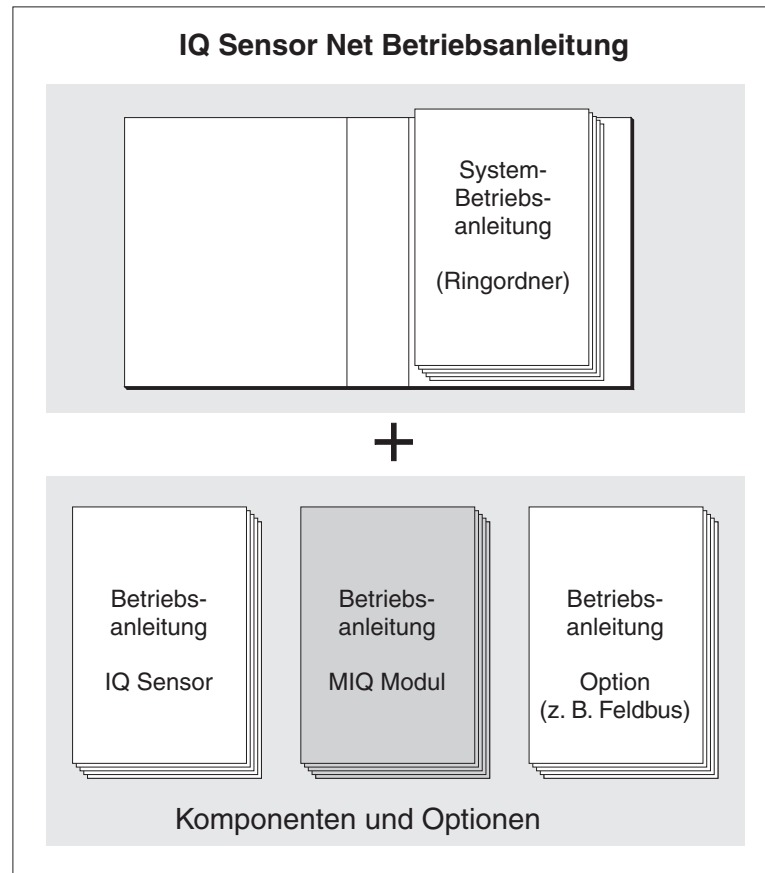 IQ Sensor Net Betriebsanleitung
System-
Betriebs-
anleitung
(Ringordner)
+
Betriebs-
anleitung
IQ Sensor
Betriebs-
anleitung
MIQ Modul
Betriebs-
anleitung
Option
(z. B. Feldbus)
Komponenten und Optionen